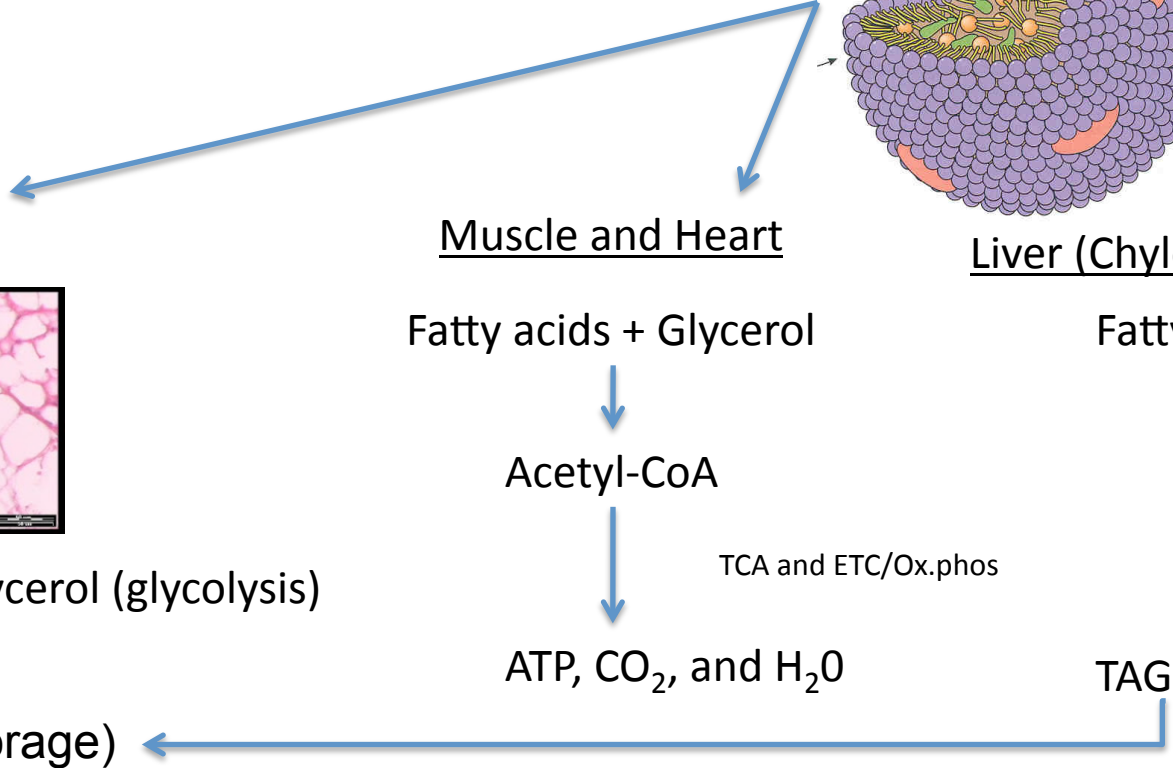 Muscle and Heart
Liver (Chyl
Fatty acids + Glycerol
Fatty
Acetyl-CoA
TCA and ETC/Ox.phos
ycerol (glycolysis)
ATP, CO₂, and H₂0
TAG
orage)